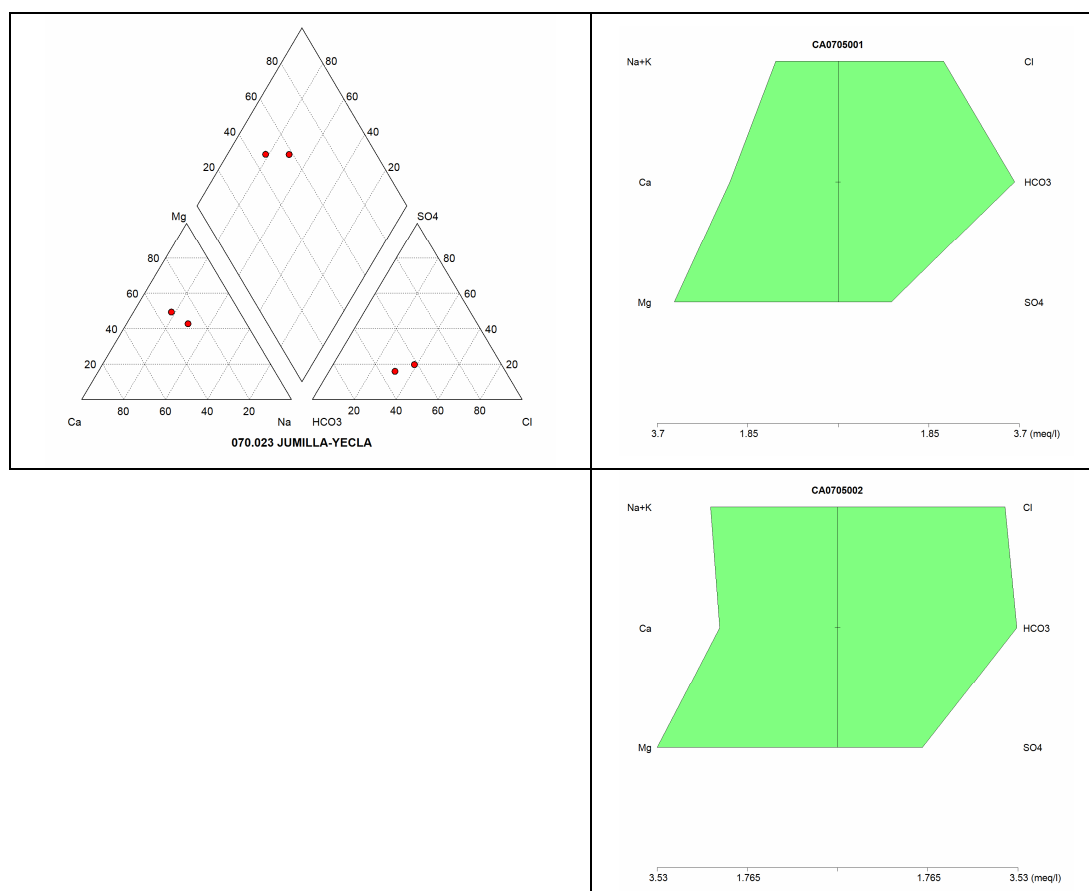 80 80
60 60
40 40
20 20
Mg SO4
80 80
60 60
40 40
20 20
80 60 40 20 20 40 60 80
Ca Na HCO3 Cl
070.023 JUMILLA-YECLA
CA0705001
Na+K Cl
Ca HCO3
Mg SO4
3.7 1.85 1.85 3.7 (meq/l)
CA0705002
Na+K Cl
Ca HCO3
Mg SO4
3.53 1.765 1.765 3.53 (meq/l)